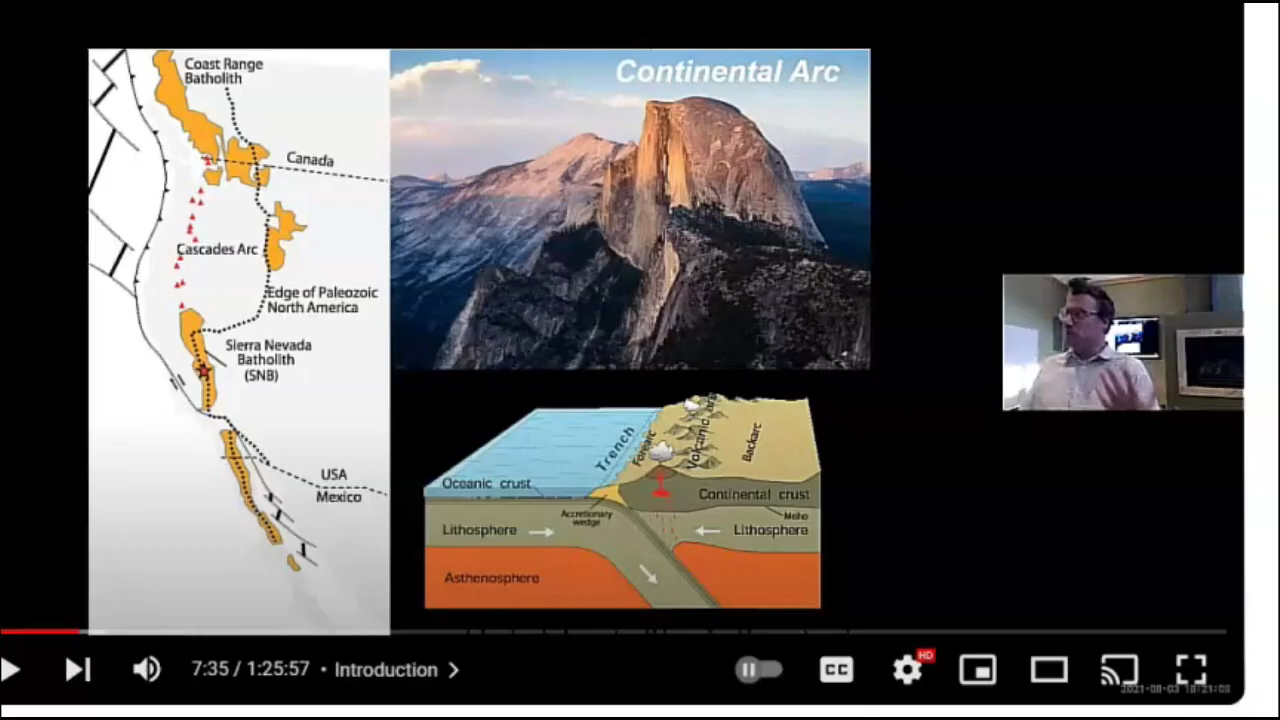 Coast Range
Batholith
Canada
Cascades Arc
Edge of Paleozoic
North America
Sierra Nevada
Batholith
(SNB)
USA
Mexico
Continental Arc
Trench
Forearc
Volcanic arc
Backarc
Oceanic crust
Continental crust
Accretionary
wedge
Moho
Lithosphere
Lithosphere
Asthenosphere
7:35 / 1:25:57 • Introduction
CC
HD
2021-08-03 18:21:09